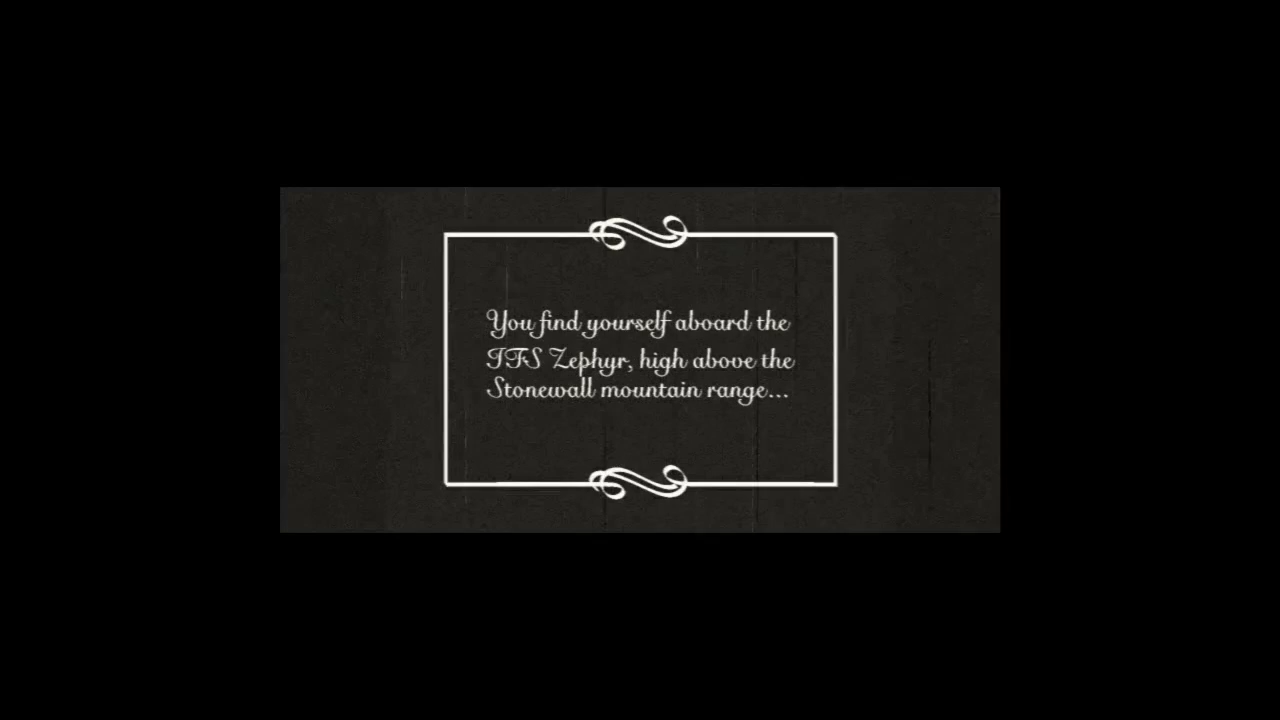 You find yourself aboard the
IFS Zephyr, high above the
Stonewall mountain range...